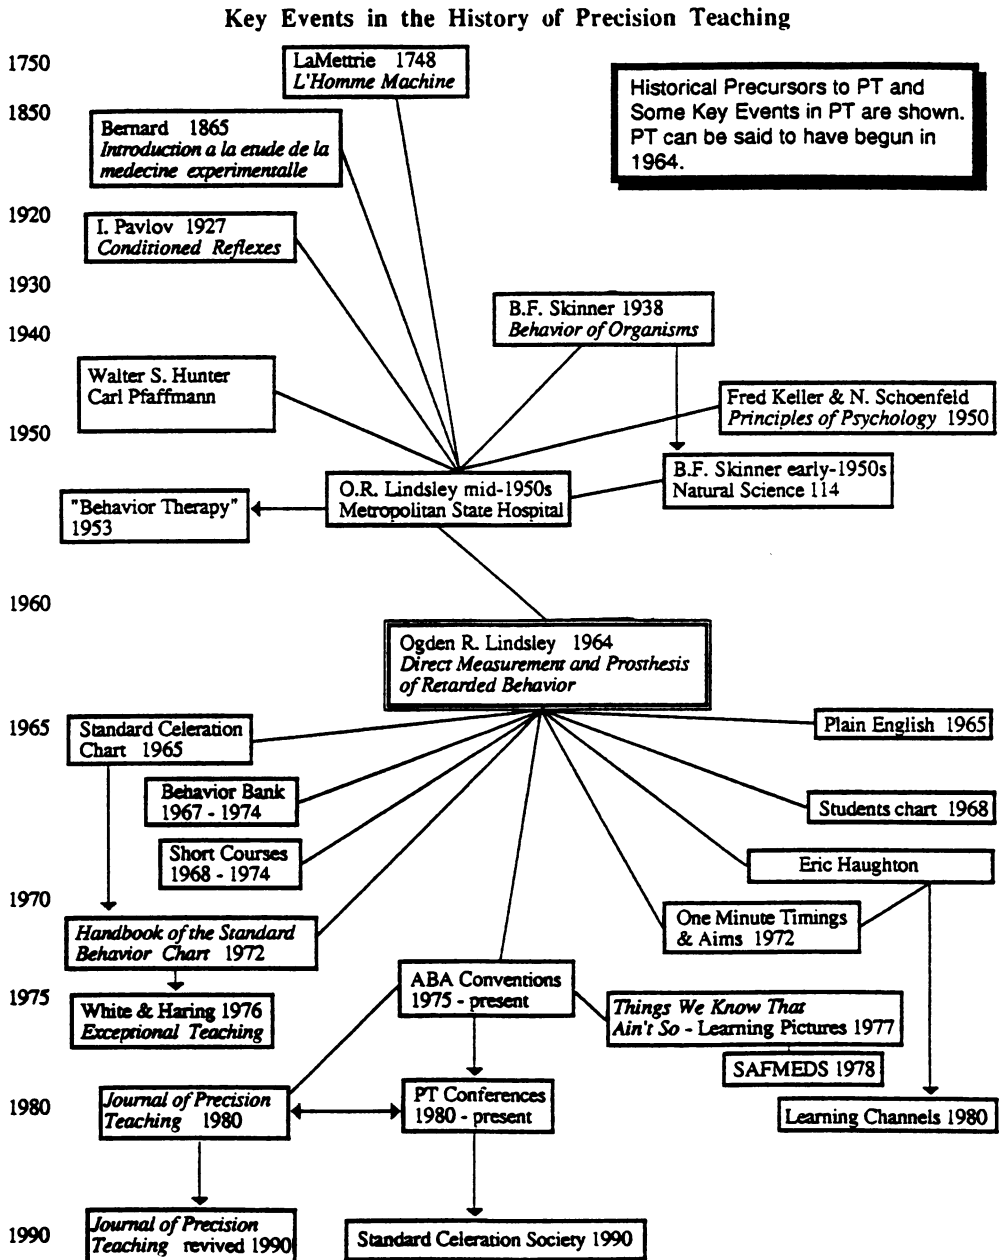 Key Events in the History of Precision Teaching
1750
LaMettrie 1748
L'Homme Machine
Historical Precursors to PT and
Some Key Events in PT are shown.
PT can be said to have begun in
1964.
1850
Bernard 1865
Introduction a la etude de la
medecine experimentalle
1920
I. Pavlov 1927
Conditioned Reflexes
1930
B.F. Skinner 1938
Behavior of Organisms
1940
Walter S. Hunter
Carl Pfaffmann
Fred Keller & N. Schoenfeld
Principles of Psychology 1950
1950
B.F. Skinner early-1950s
Natural Science 114
O.R. Lindsley mid-1950s
Metropolitan State Hospital
"Behavior Therapy"
1953
1960
Ogden R. Lindsley 1964
Direct Measurement and Prosthesis
of Retarded Behavior
1965
Standard Celeration
Chart 1965
Plain English 1965
Behavior Bank
1967 - 1974
Students chart 1968
Short Courses
1968 - 1974
Eric Haughton
1970
Handbook of the Standard
Behavior Chart 1972
One Minute Timings
& Aims 1972
1975
ABA Conventions
1975 - present
White & Haring 1976
Exceptional Teaching
Things We Know That
Ain't So - Learning Pictures 1977
SAFMEDS 1978
1980
Journal of Precision
Teaching 1980
PT Conferences
1980 - present
Learning Channels 1980
1990
Journal of Precision
Teaching revived 1990
Standard Celeration Society 1990